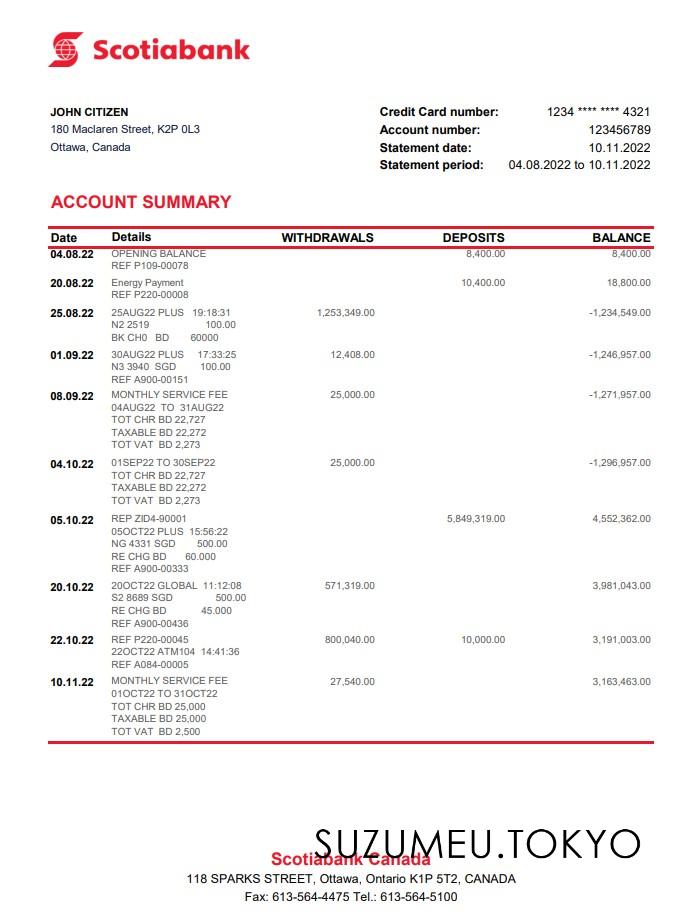 Scotiabank
JOHN CITIZEN
180 Maclaren Street, K2P 0L3
Ottawa, Canada
Credit Card number: 1234 **** **** 4321
Account number: 123456789
Statement date: 10.11.2022
Statement period: 04.08.2022 to 10.11.2022
ACCOUNT SUMMARY
Date Details WITHDRAWALS DEPOSITS BALANCE
04.08.22 OPENING BALANCE 8,400.00 8,400.00
REF P109-00078
20.08.22 Energy Payment 10,400.00 18,800.00
REF P220-00008
25.08.22 25AUG22 PLUS 19:18:31 1,253,349.00 -1,234,549.00
N2 2519 100.00
BK CH0 BD 60000
01.09.22 30AUG22 PLUS 17:33:25 12,408.00 -1,246,957.00
N3 3940 SGD 100.00
REF A900-00151
08.09.22 MONTHLY SERVICE FEE 25,000.00 -1,271,957.00
04AUG22 TO 31AUG22
TOT CHR BD 22,727
TAXABLE BD 22,272
TOT VAT BD 2,273
04.10.22 01SEP22 TO 30SEP22 25,000.00 -1,296,957.00
TOT CHR BD 22,727
TAXABLE BD 22,272
TOT VAT BD 2,273
05.10.22 REP ZID4-90001 5,849,319.00 4,552,362.00
05OCT22 PLUS 15:56:22
NG 4331 SGD 500.00
RE CHG BD 60.000
REF A900-00333
20.10.22 20OCT22 GLOBAL 11:12:08 571,319.00 3,981,043.00
S2 8689 SGD 500.00
RE CHG BD 45.000
REF A900-00436
22.10.22 REF P220-00045 800,040.00 10,000.00 3,191,003.00
22OCT22 ATM104 14:41:36
REF A084-00005
10.11.22 MONTHLY SERVICE FEE 27,540.00 3,163,463.00
01OCT22 TO 31OCT22
TOT CHR BD 25,000
TAXABLE BD 25,000
TOT VAT BD 2,500
SUZUMEU.TOKYO
Scotiabank Canada
118 SPARKS STREET, Ottawa, Ontario K1P 5T2, CANADA
Fax: 613-564-4475 Tel.: 613-564-5100